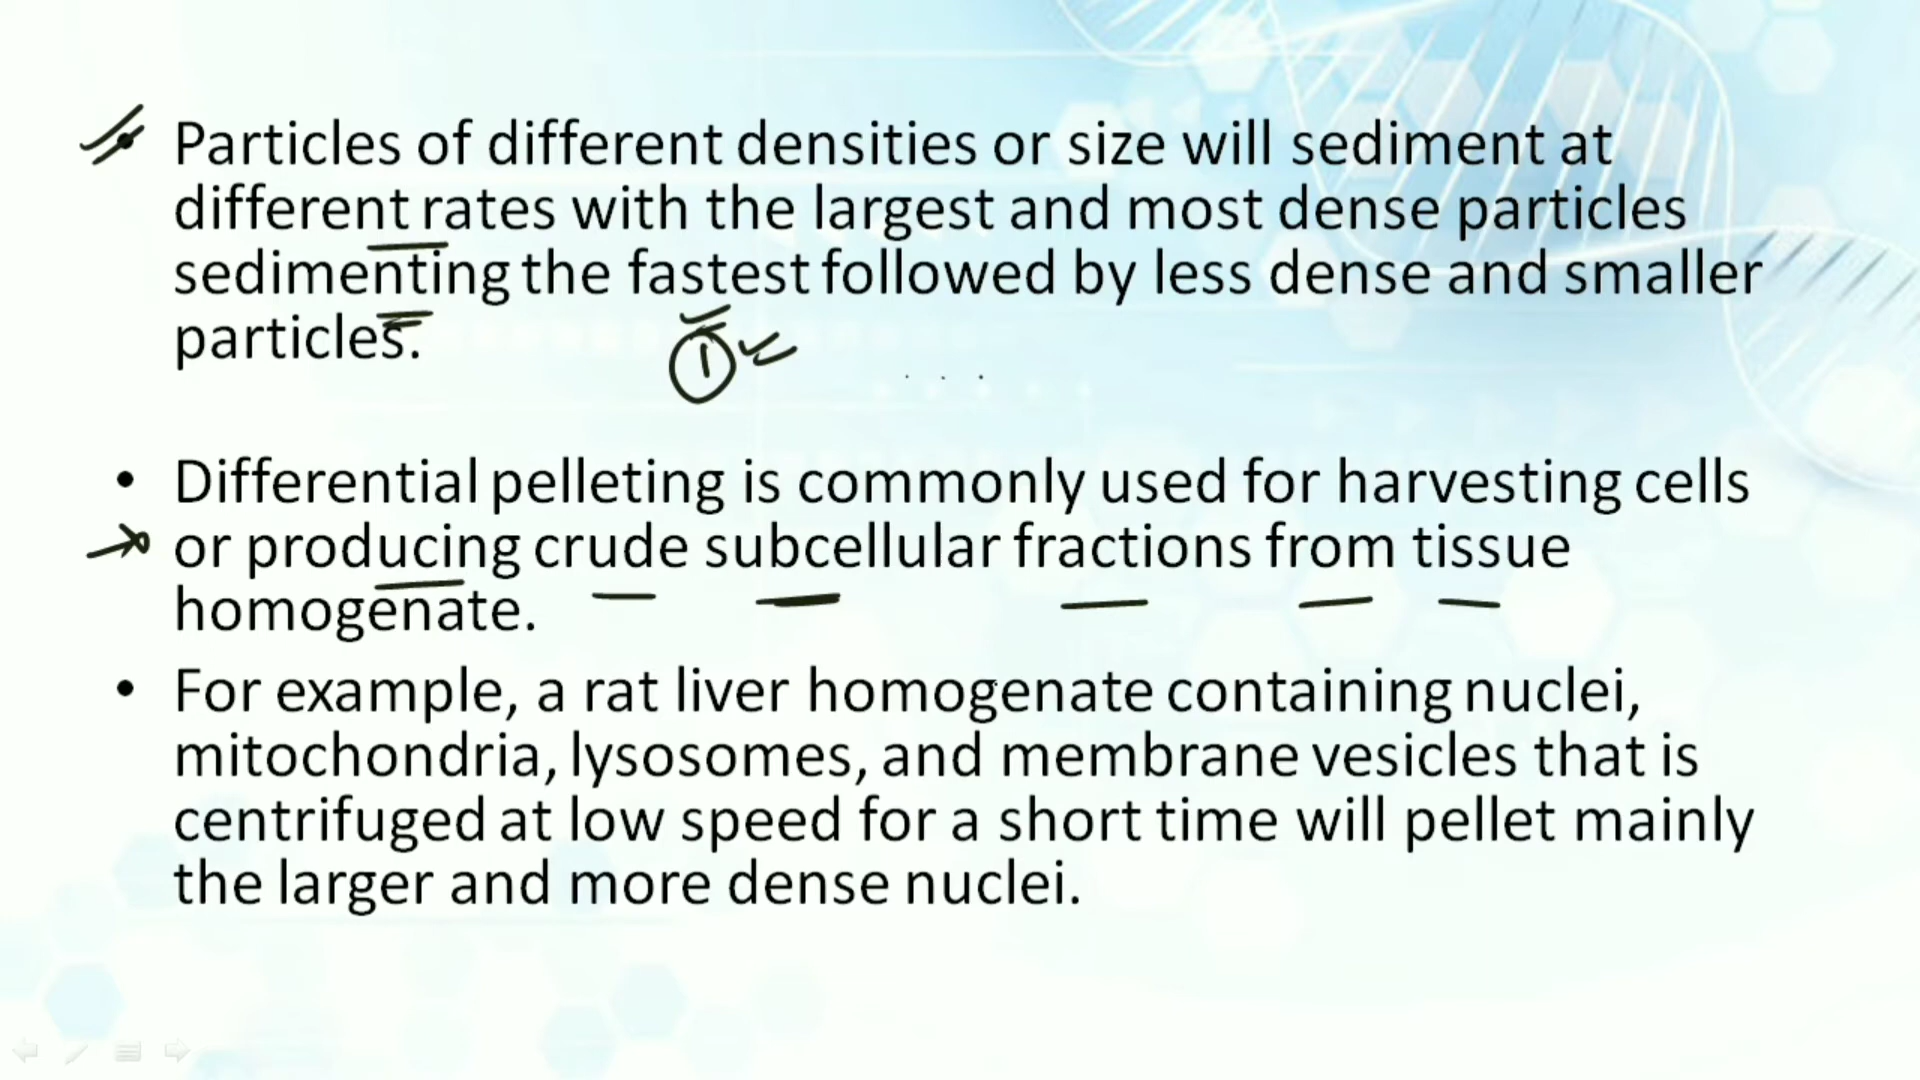 Particles of different densities or size will sediment at
different rates with the largest and most dense particles
sedimenting the fastest followed by less dense and smaller
particles.
1
• Differential pelleting is commonly used for harvesting cells
or producing crude subcellular fractions from tissue
homogenate.
• For example, a rat liver homogenate containing nuclei,
mitochondria, lysosomes, and membrane vesicles that is
centrifuged at low speed for a short time will pellet mainly
the larger and more dense nuclei.